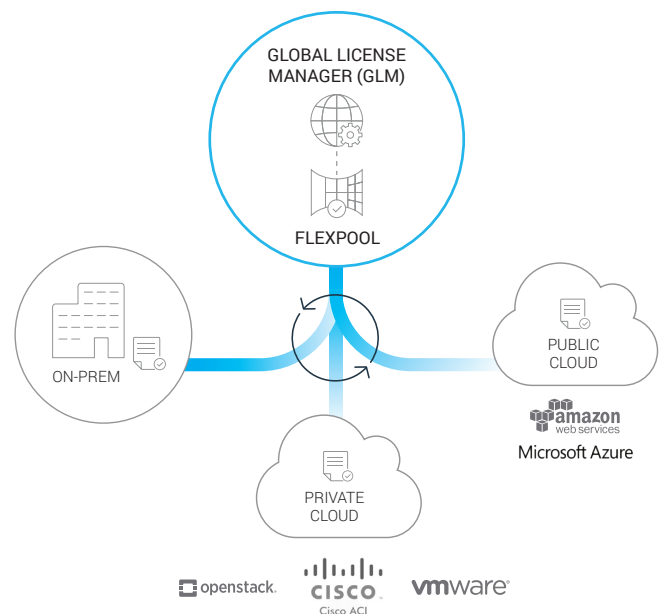 GLOBAL LICENSE
MANAGER (GLM)
FLEXPOOL
ON-PREM
PUBLIC
CLOUD
amazon
web services
Microsoft Azure
PRIVATE
CLOUD
openstack.
CISCO
Cisco ACI
vmware